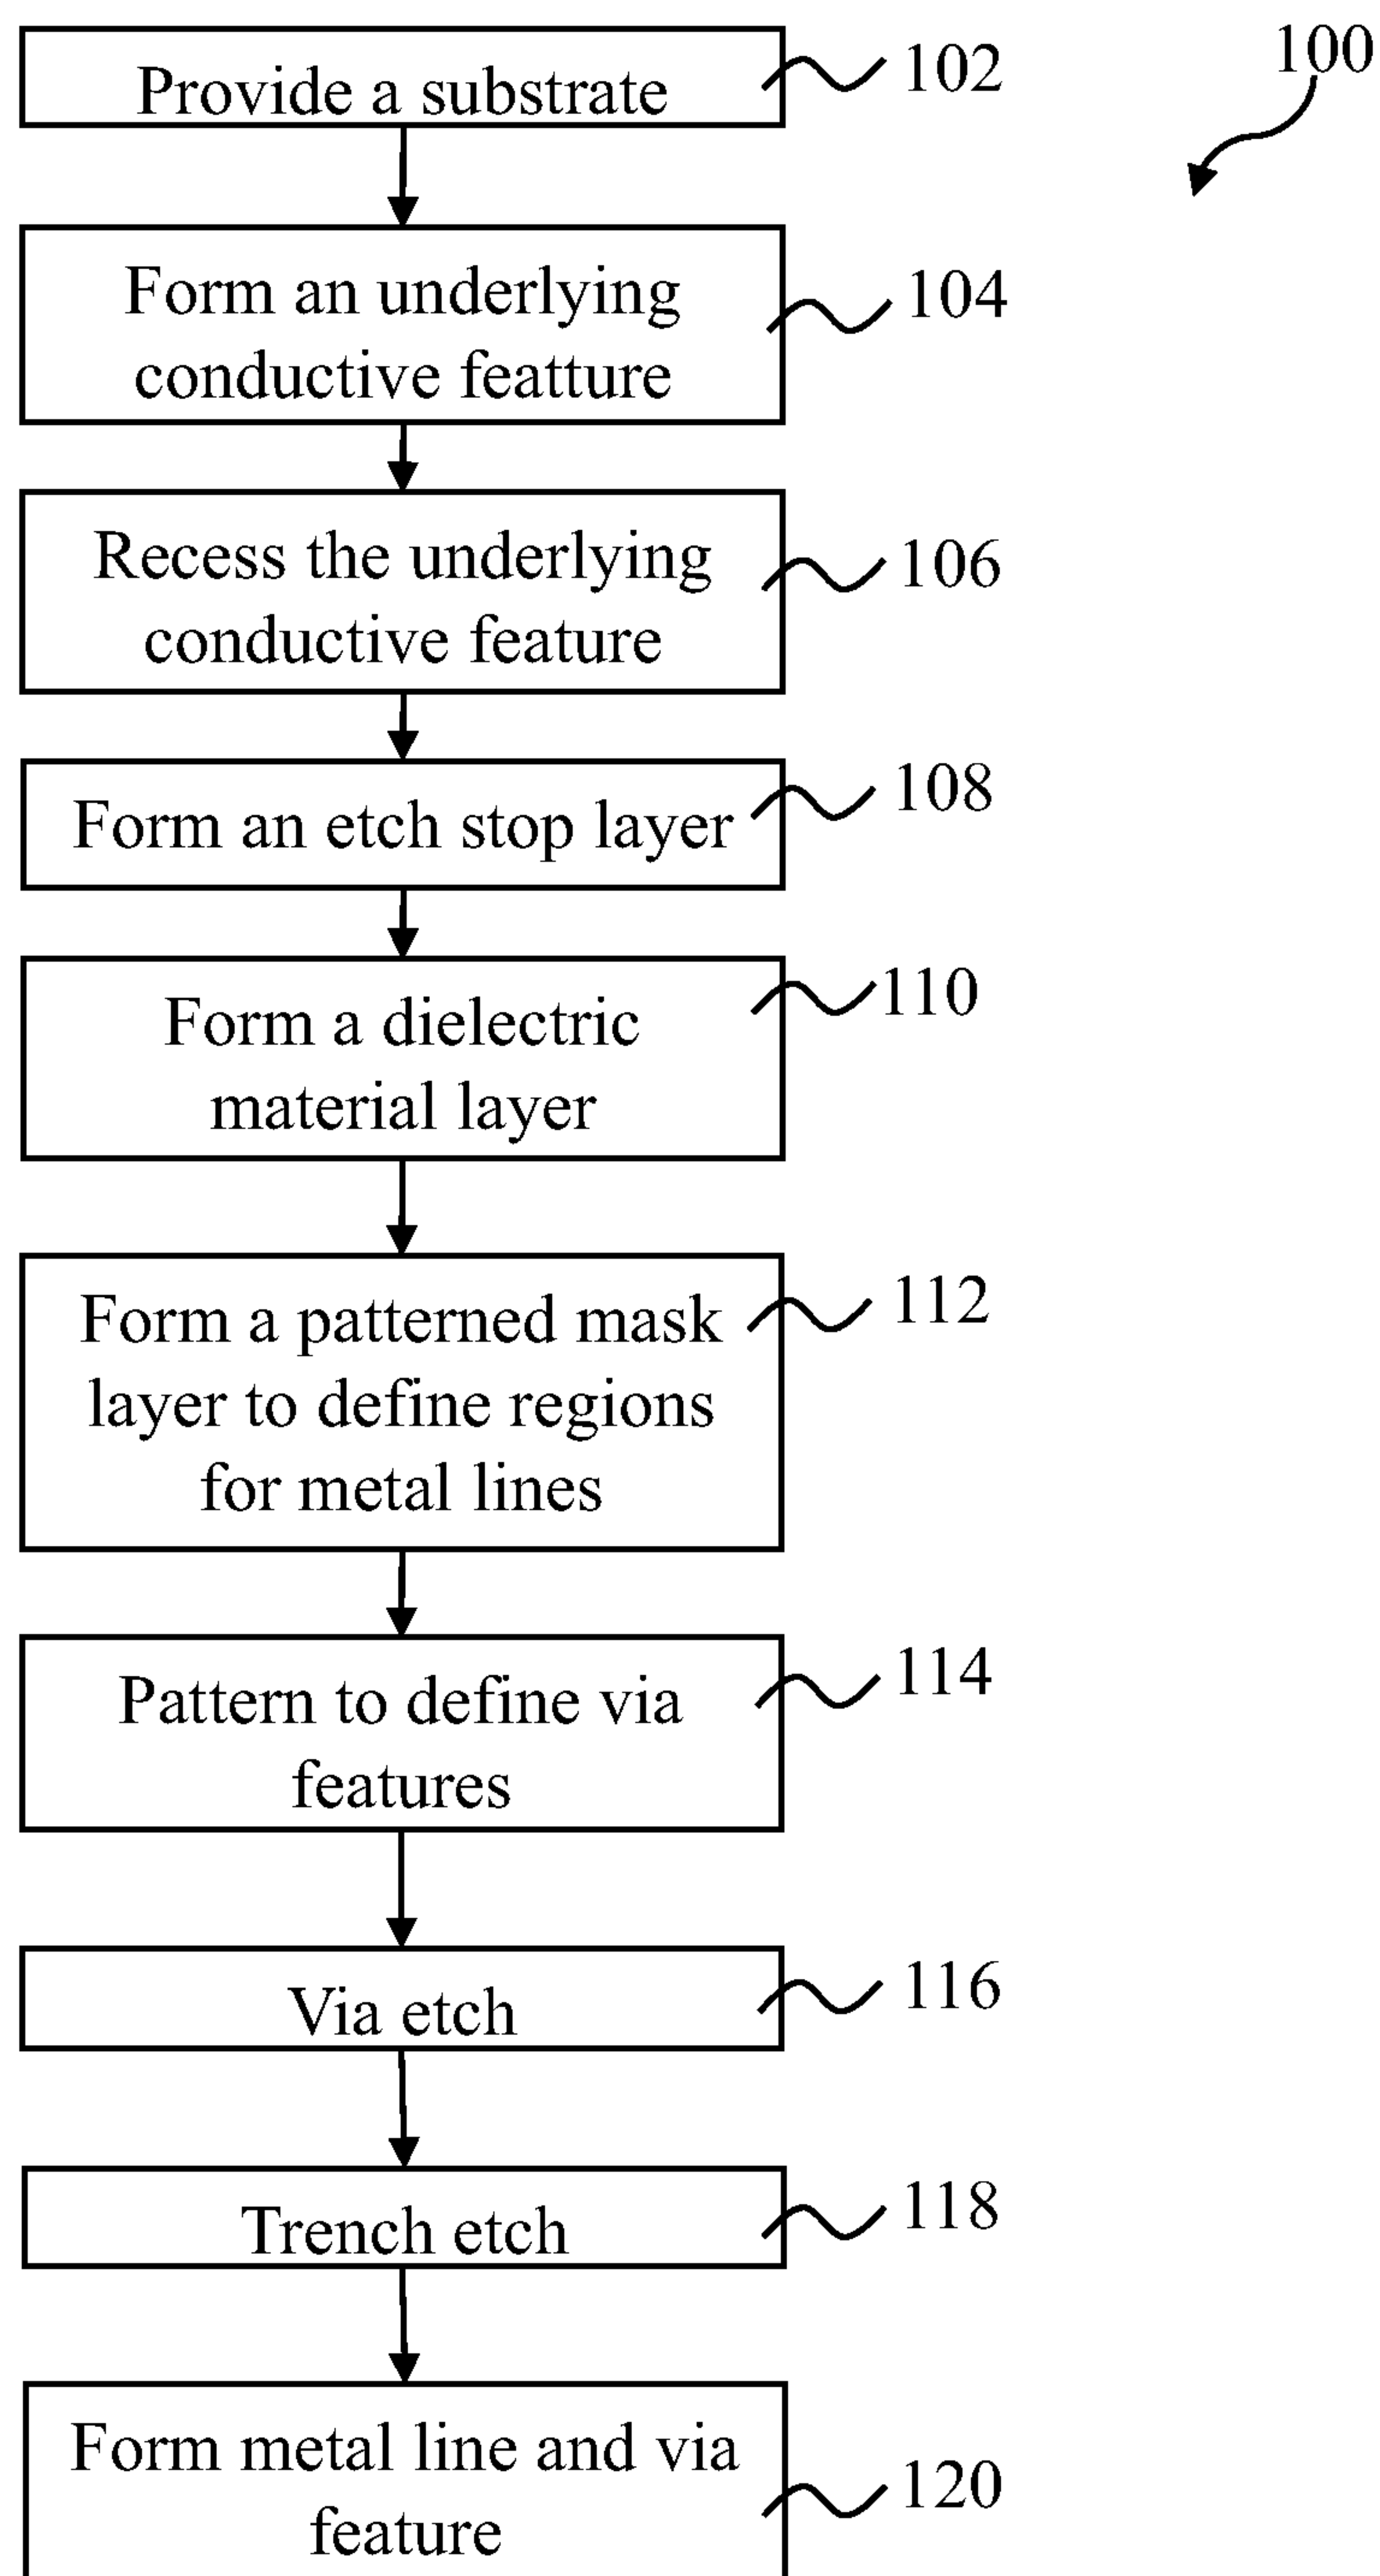 100
Provide a substrate
102
Form an underlying
conductive featture
104
Recess the underlying
conductive feature
106
Form an etch stop layer
108
Form a dielectric
material layer
110
Form a patterned mask
layer to define regions
for metal lines
112
Pattern to define via
features
114
Via etch
116
Trench etch
118
Form metal line and via
feature
120